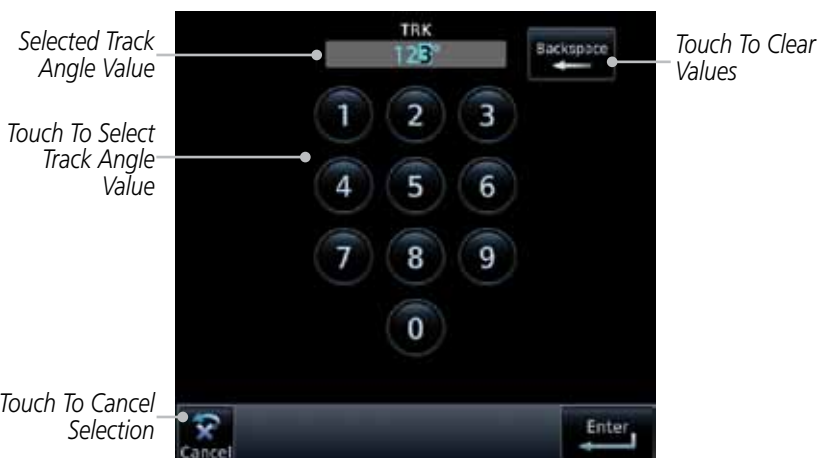 Selected Track
Angle Value
TRK
123°
Backspace
Touch To Clear
Values
Touch To Select
Track Angle
Value
1 2 3
4 5 6
7 8 9
0
Touch To Cancel
Selection
Cancel
Enter